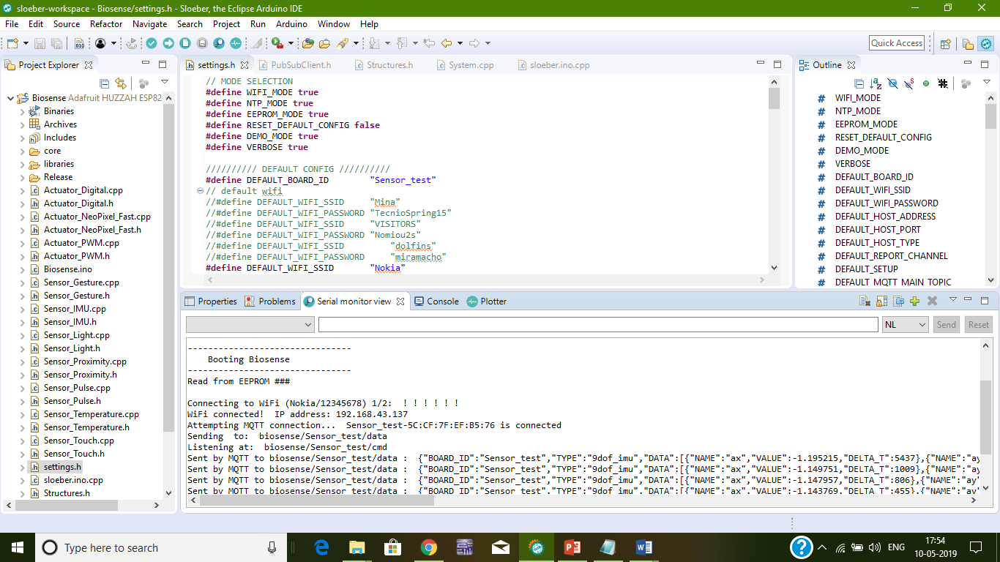 sloeber-workspace - Biosense/settings.h - Sloeber, the Eclipse Arduino IDE
File Edit Source Refactor Navigate Search Project Run Arduino Window Help
Quick Access
Project Explorer
Biosense Adafruit HUZZAH ESP82
Binaries
Archives
Includes
core
libraries
Release
Actuator_Digital.cpp
Actuator_Digital.h
Actuator_NeoPixel_Fast.cpp
Actuator_NeoPixel_Fast.h
Actuator_PWM.cpp
Actuator_PWM.h
Biosense.ino
Sensor_Gesture.cpp
Sensor_Gesture.h
Sensor_IMU.cpp
Sensor_IMU.h
Sensor_Light.cpp
Sensor_Light.h
Sensor_Proximity.cpp
Sensor_Proximity.h
Sensor_Pulse.cpp
Sensor_Pulse.h
Sensor_Temperature.cpp
Sensor_Temperature.h
Sensor_Touch.cpp
Sensor_Touch.h
settings.h
sloeber.ino.cpp
Structures.h
settings.h PubSubClient.h Structures.h System.cpp sloeber.ino.cpp
// MODE SELECTION
#define WIFI_MODE true
#define NTP_MODE true
#define EEPROM_MODE true
#define RESET_DEFAULT_CONFIG false
#define DEMO_MODE true
#define VERBOSE true
////////// DEFAULT CONFIG //////////
#define DEFAULT_BOARD_ID "Sensor_test"
// default wifi
//#define DEFAULT_WIFI_SSID "Mina"
//#define DEFAULT_WIFI_PASSWORD "TecnioSpring15"
//#define DEFAULT_WIFI_SSID "VISITORS"
//#define DEFAULT_WIFI_PASSWORD "Nomiou2s"
//#define DEFAULT_WIFI_SSID "dolfins"
//#define DEFAULT_WIFI_PASSWORD "miramacho"
#define DEFAULT_WIFI_SSID "Nokia"
Outline
WIFI_MODE
NTP_MODE
EEPROM_MODE
RESET_DEFAULT_CONFIG
DEMO_MODE
VERBOSE
DEFAULT_BOARD_ID
DEFAULT_WIFI_SSID
DEFAULT_WIFI_PASSWORD
DEFAULT_HOST_ADDRESS
DEFAULT_HOST_PORT
DEFAULT_HOST_TYPE
DEFAULT_REPORT_CHANNEL
DEFAULT_SETUP
DEFAULT_MQTT_MAIN_TOPIC
Properties Problems Serial monitor view Console Plotter
NL Send Reset
--------------------------------
Booting Biosense
--------------------------------
Read from EEPROM ###
Connecting to WiFi (Nokia/12345678) 1/2: ! ! ! ! ! !
WiFi connected! IP address: 192.168.43.137
Attempting MQTT connection... Sensor_test-5C:CF:7F:EF:B5:76 is connected
Sending to: biosense/Sensor_test/data
Listening at: biosense/Sensor_test/cmd
Sent by MQTT to biosense/Sensor_test/data : {"BOARD_ID":"Sensor_test","TYPE":"9dof_imu","DATA":[{"NAME":"ax","VALUE":-1.195215,"DELTA_T":5437},{"NAME":"ay
Sent by MQTT to biosense/Sensor_test/data : {"BOARD_ID":"Sensor_test","TYPE":"9dof_imu","DATA":[{"NAME":"ax","VALUE":-1.149751,"DELTA_T":1009},{"NAME":"ay
Sent by MQTT to biosense/Sensor_test/data : {"BOARD_ID":"Sensor_test","TYPE":"9dof_imu","DATA":[{"NAME":"ax","VALUE":-1.147957,"DELTA_T":806},{"NAME":"ay"
Sent by MQTT to biosense/Sensor_test/data : {"BOARD_ID":"Sensor_test","TYPE":"9dof_imu","DATA":[{"NAME":"ax","VALUE":-1.143769,"DELTA_T":455},{"NAME":"ay"
Type here to search
ENG
17:54
10-05-2019